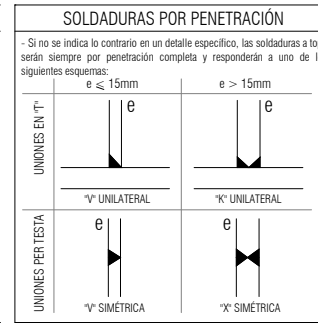 SOLDADURAS POR PENETRACIÓN
- Si no se indica lo contrario en un detalle específico, las soldaduras a
serán siempre por penetración completa y responderán a uno de
siguientes esquemas:
e ⩽ 15mm
e > 15mm
UNIONES EN "T"
e
e
"V" UNILATERAL
"K" UNILATERAL
UNIONES PER TESTA
e
e
"V" SIMÉTRICA
"X" SIMÉTRICA